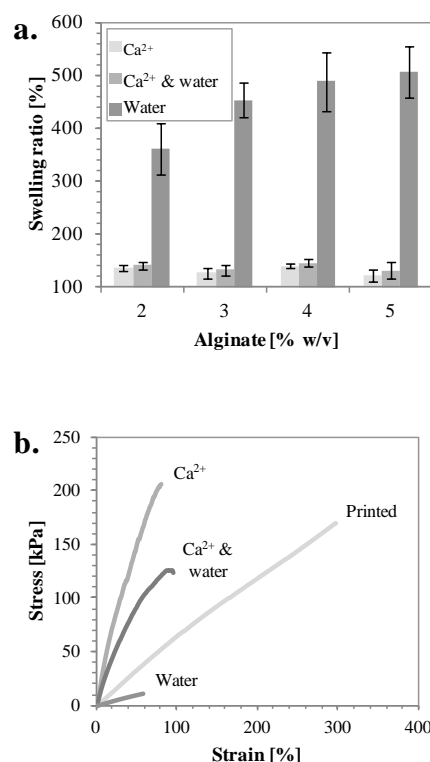 a.
Swelling ratio [%]
600
500
400
300
200
100
Ca²⁺
Ca²⁺ & water
Water
2 3 4 5
Alginate [% w/v]
b.
Stress [kPa]
250
200
150
100
50
0
Ca²⁺
Printed
Ca²⁺ &
water
Water
0 100 200 300 400
Strain [%]